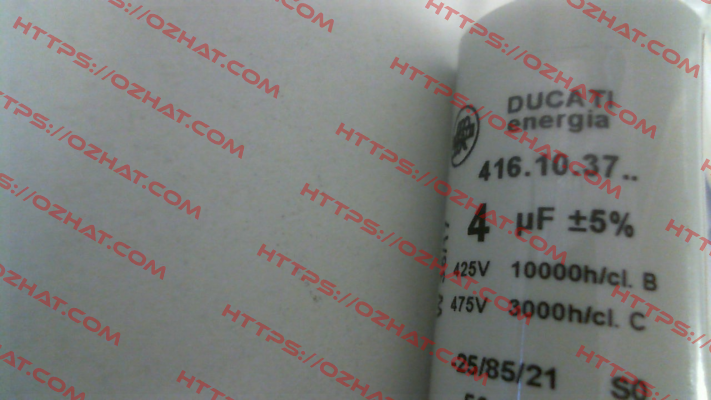 DUCATI
energia
416.10.37..
4 µF ±5%
425V 10000h/cl. B
475V 3000h/cl. C
-25/85/21 S0
HTTPS://OZHAT.COM